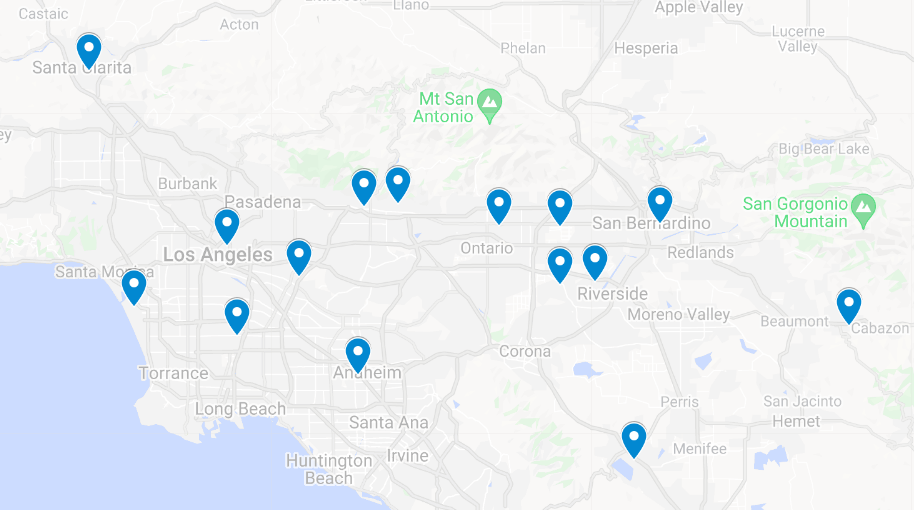 Castaic
Acton
Llano
Apple Valley
Phelan
Hesperia
Lucerne
Valley
Santa Clarita
Mt San
Antonio
ey
Big Bear Lake
Burbank
Pasadena
San Gorgonio
Mountain
San Bernardino
Los Angeles
Ontario
Redlands
Santa Monica
Riverside
Moreno Valley
Beaumont
Cabazon
Corona
Torrance
Anaheim
Perris
San Jacinto
Long Beach
Santa Ana
Hemet
Irvine
Menifee
Huntington
Beach